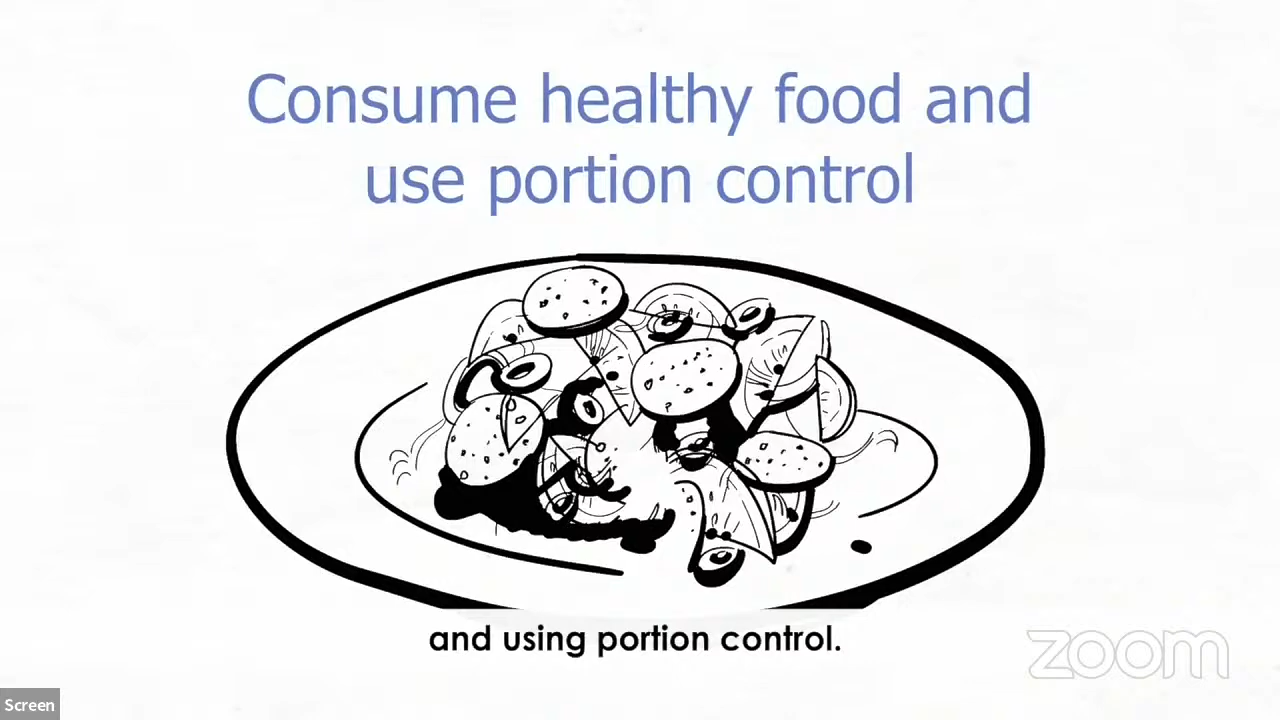 Consume healthy food and
use portion control
and using portion control.
zoom
Screen